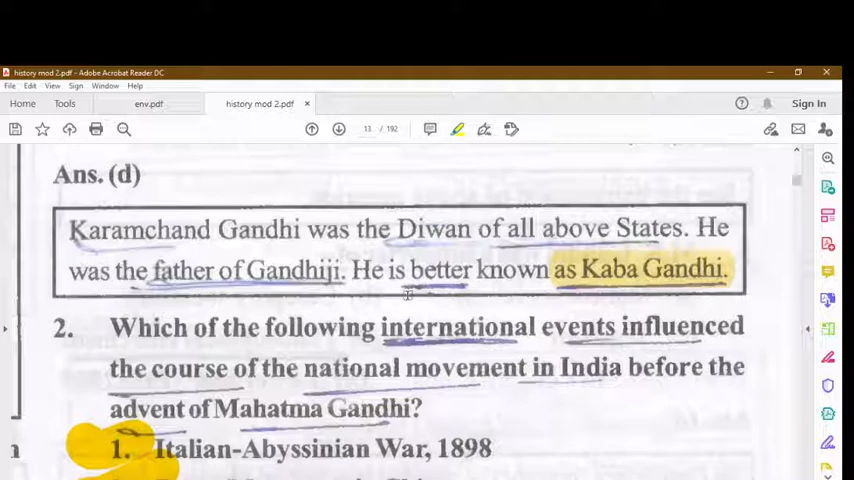 history mod 2.pdf - Adobe Acrobat Reader DC
File Edit View Sign Window Help
Home Tools env.pdf history mod 2.pdf × Sign In
13 / 192
Ans. (d)
Karamchand Gandhi was the Diwan of all above States. He
was the father of Gandhiji. He is better known as Kaba Gandhi.
2. Which of the following international events influenced
the course of the national movement in India before the
advent of Mahatma Gandhi?
1. Italian-Abyssinian War, 1898